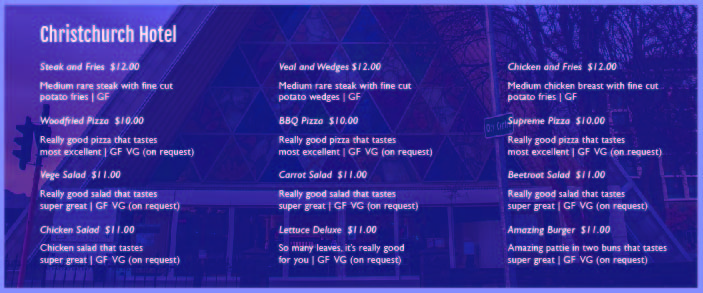 Christchurch Hotel
Steak and Fries $12.00
Medium rare steak with fine cut
potato fries | GF
Veal and Wedges $12.00
Medium rare steak with fine cut
potato wedges | GF
Chicken and Fries $12.00
Medium chicken breast with fine cut
potato fries | GF
Woodfried Pizza $10.00
Really good pizza that tastes
most excellent | GF VG (on request)
BBQ Pizza $10.00
Really good pizza that tastes
most excellent | GF VG (on request)
Supreme Pizza $10.00
Really good pizza that tastes
most excellent | GF VG (on request)
Vege Salad $11.00
Really good salad that tastes
super great | GF VG (on request)
Carrot Salad $11.00
Really good salad that tastes
super great | GF VG (on request)
Beetroot Salad $11.00
Really good salad that tastes
super great | GF VG (on request)
Chicken Salad $11.00
Chicken salad that tastes
super great | GF VG (on request)
Lettuce Deluxe $11.00
So many leaves, it's really good
for you | GF VG (on request)
Amazing Burger $11.00
Amazing pattie in two buns that tastes
super great | GF VG (on request)